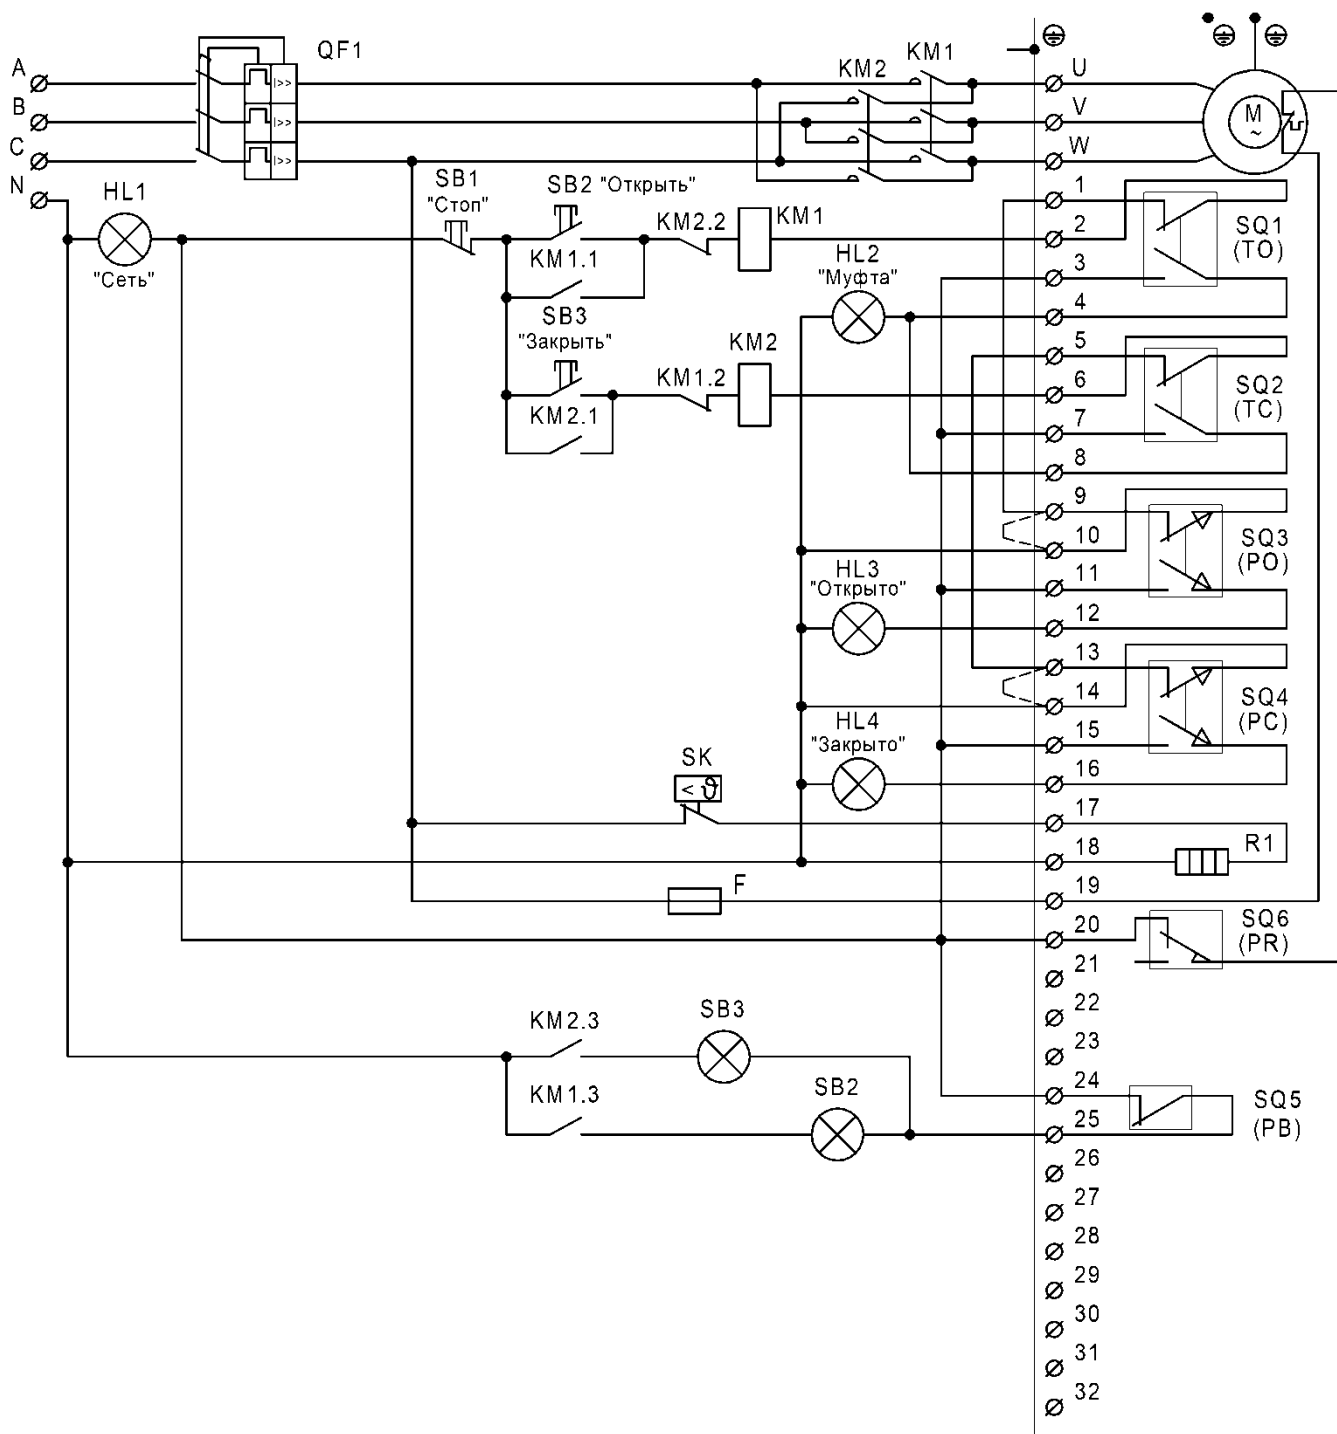 QF1
KM1
KM2
A
B
C
N
I>>
I>>
I>>
U
V
W
M
~
HL1
"Сеть"
SB1
"Стоп"
SB2 "Открыть"
KM1.1
KM2.2
KM1
SB3
"Закрыть"
KM2.1
KM1.2
KM2
HL2
"Муфта"
HL3
"Открыто"
HL4
"Закрыто"
SK
< ϑ
F
1
2
3
4
5
6
7
8
9
10
11
12
13
14
15
16
17
18
19
20
21
22
23
24
25
26
27
28
29
30
31
32
SQ1
(TO)
SQ2
(TC)
SQ3
(PO)
SQ4
(PC)
R1
SQ6
(PR)
SQ5
(PB)
KM2.3
SB3
KM1.3
SB2